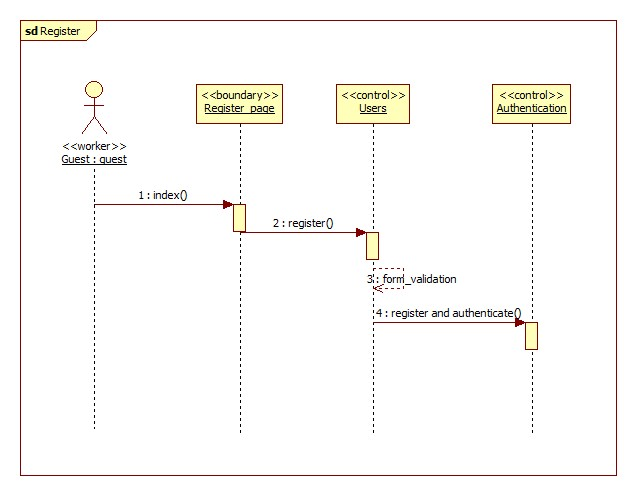 sd Register
<<worker>>
Guest : guest
<<boundary>>
Register_page
<<control>>
Users
<<control>>
Authentication
1 : index()
2 : register()
3 : form_validation
4 : register and authenticate()